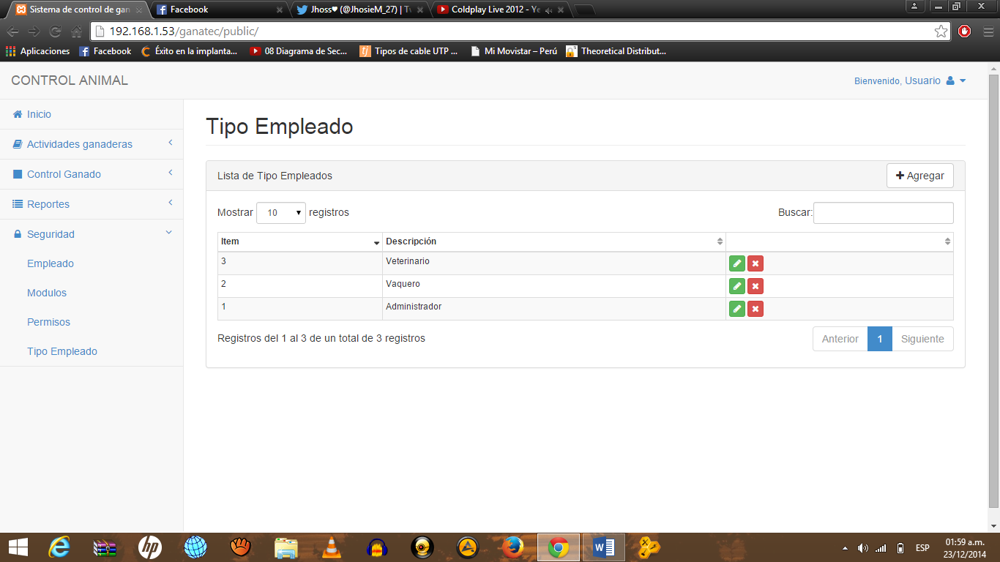 Sistema de control de gan
Facebook
Jhoss♥ (@JhosieM_27) | Tw
Coldplay Live 2012 - Ye
192.168.1.53/ganatec/public/
Aplicaciones
Facebook
Éxito en la implanta...
08 Diagrama de Sec...
Tipos de cable UTP ...
Mi Movistar – Perú
Theoretical Distribut...
CONTROL ANIMAL
Bienvenido, Usuario
Inicio
Actividades ganaderas
Control Ganado
Reportes
Seguridad
Empleado
Modulos
Permisos
Tipo Empleado
Tipo Empleado
Lista de Tipo Empleados
Agregar
Mostrar 10 registros
Buscar:
Item Descripción
3 Veterinario
2 Vaquero
1 Administrador
Registros del 1 al 3 de un total de 3 registros
Anterior 1 Siguiente
ESP
01:59 a.m.
23/12/2014